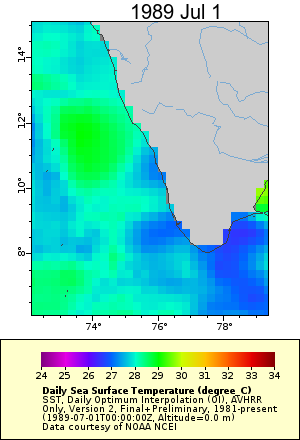 1989 Jul 1
14°
12°
10°
8°
74° 76° 78°
24 25 26 27 28 29 30 31 32 33 34
Daily Sea Surface Temperature (degree_C)
SST, Daily Optimum Interpolation (OI), AVHRR
Only, Version 2, Final+Preliminary, 1981-present
(1989-07-01T00:00:00Z, Altitude=0.0 m)
Data courtesy of NOAA NCEI